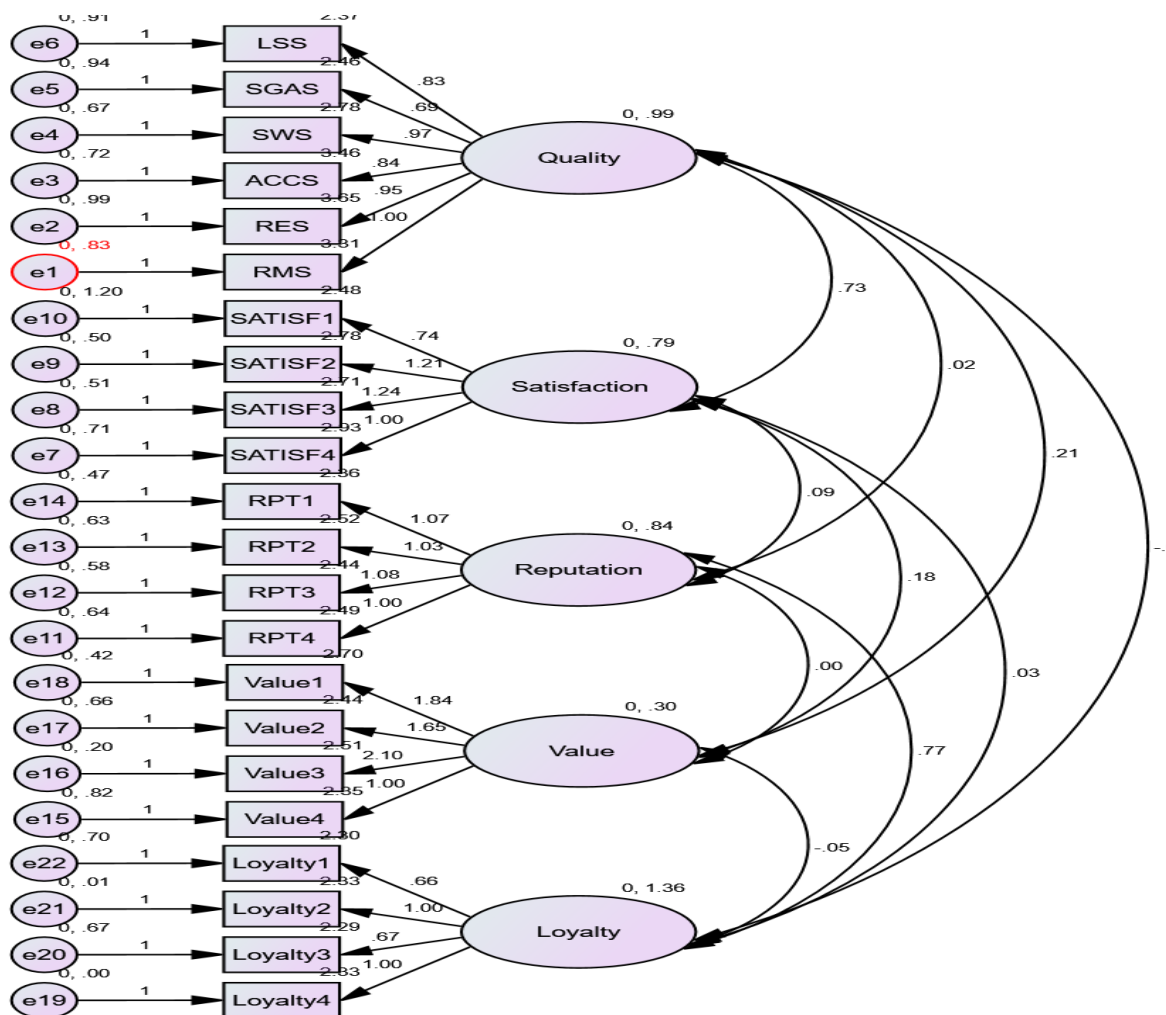 0, .91 2.37
e6 1 LSS
0, .94 2.46 .83
e5 1 SGAS
0, .67 2.78 .69 0, .99
e4 1 SWS .97
0, .72 3.46 Quality
e3 1 ACCS .84
0, .99 3.65 .95
e2 1 RES 1.00
0, .83 3.31
e1 1 RMS
0, 1.20 2.48 .73
e10 1 SATISF1
0, .50 2.78 .74 0, .79
e9 1 SATISF2 1.21 .02
0, .51 2.71 Satisfaction
e8 1 SATISF3 1.24
0, .71 2.93 1.00
e7 1 SATISF4 .21
0, .47 2.36
e14 1 RPT1 .09
0, .63 2.52 1.07 0, .84
e13 1 RPT2 1.03 -.
0, .58 2.44 Reputation .18
e12 1 RPT3 1.08
0, .64 2.49 1.00
e11 1 RPT4
0, .42 2.70 .00 .03
e18 1 Value1
0, .66 2.44 1.84 0, .30
e17 1 Value2 1.65
0, .20 2.51 Value .77
e16 1 Value3 2.10
0, .82 2.35 1.00
e15 1 Value4
0, .70 2.30 -.05
e22 1 Loyalty1
0, .01 2.33 .66 0, 1.36
e21 1 Loyalty2 1.00
0, .67 2.29 Loyalty
e20 1 Loyalty3 .67
0, .00 2.33 1.00
e19 1 Loyalty4